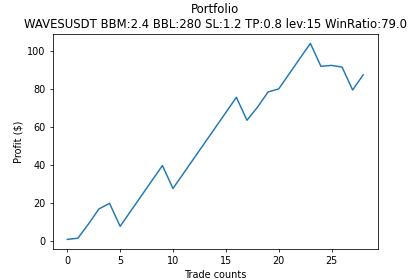 Portfolio
WAVESUSDT BBM:2.4 BBL:280 SL:1.2 TP:0.8 lev:15 WinRatio:79.0
100
80
60
40
20
0
Profit ($)
0 5 10 15 20 25
Trade counts